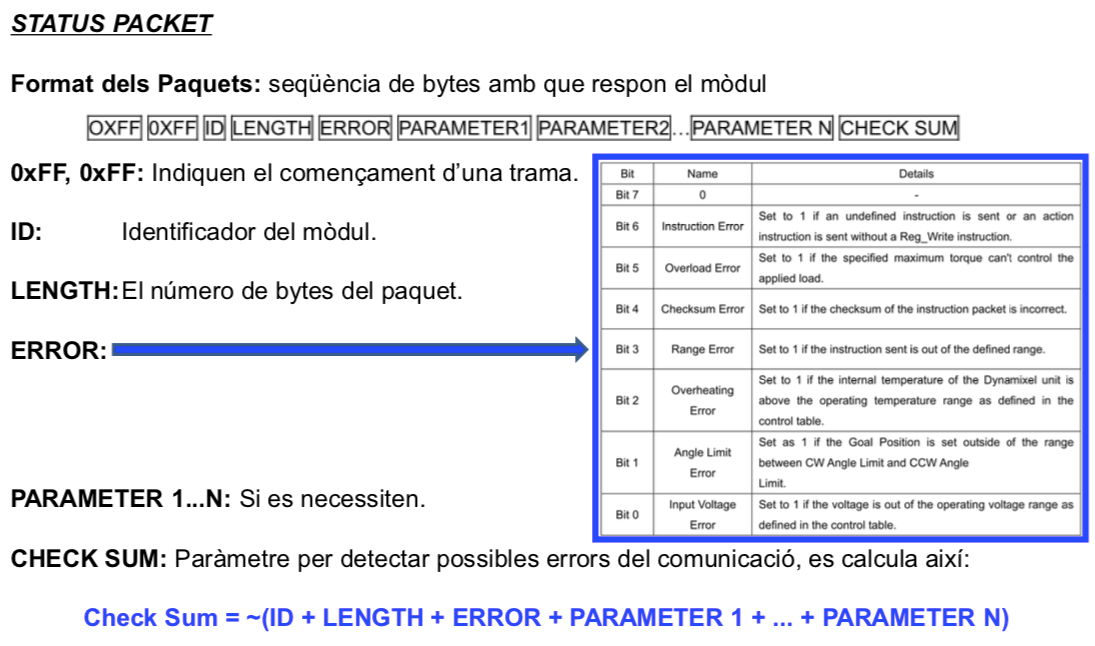 STATUS PACKET
Format dels Paquets: seqüència de bytes amb que respon el mòdul
OXFF 0XFF ID LENGTH ERROR PARAMETER1 PARAMETER2...PARAMETER N CHECK SUM
0xFF, 0xFF: Indiquen el començament d'una trama.
ID: Identificador del mòdul.
LENGTH: El número de bytes del paquet.
ERROR:
Bit Name Details
Bit 7 0 -
Bit 6 Instruction Error Set to 1 if an undefined instruction is sent or an action
instruction is sent without a Reg_Write instruction.
Bit 5 Overload Error Set to 1 if the specified maximum torque can't control the
applied load.
Bit 4 Checksum Error Set to 1 if the checksum of the instruction packet is incorrect.
Bit 3 Range Error Set to 1 if the instruction sent is out of the defined range.
Bit 2 Overheating
Error
Set to 1 if the internal temperature of the Dynamixel unit is
above the operating temperature range as defined in the
control table.
Bit 1 Angle Limit
Error
Set as 1 if the Goal Position is set outside of the range
between CW Angle Limit and CCW Angle
Limit.
Bit 0 Input Voltage
Error
Set to 1 if the voltage is out of the operating voltage range as
defined in the control table.
PARAMETER 1...N: Si es necessiten.
CHECK SUM: Paràmetre per detectar possibles errors del comunicació, es calcula així:
Check Sum = ~(ID + LENGTH + ERROR + PARAMETER 1 + ... + PARAMETER N)